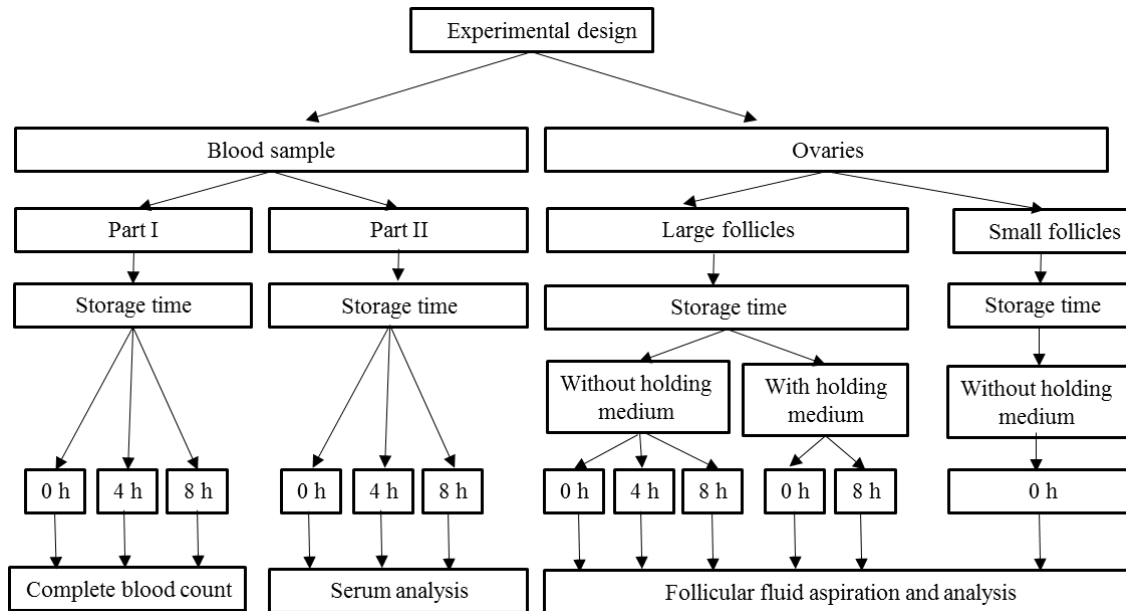 Experimental design
Blood sample
Ovaries
Part I
Part II
Large follicles
Small follicles
Storage time
Storage time
Storage time
Storage time
Without holding
medium
With holding
medium
Without holding
medium
0 h
4 h
8 h
0 h
4 h
8 h
0 h
4 h
8 h
0 h
8 h
0 h
Complete blood count
Serum analysis
Follicular fluid aspiration and analysis